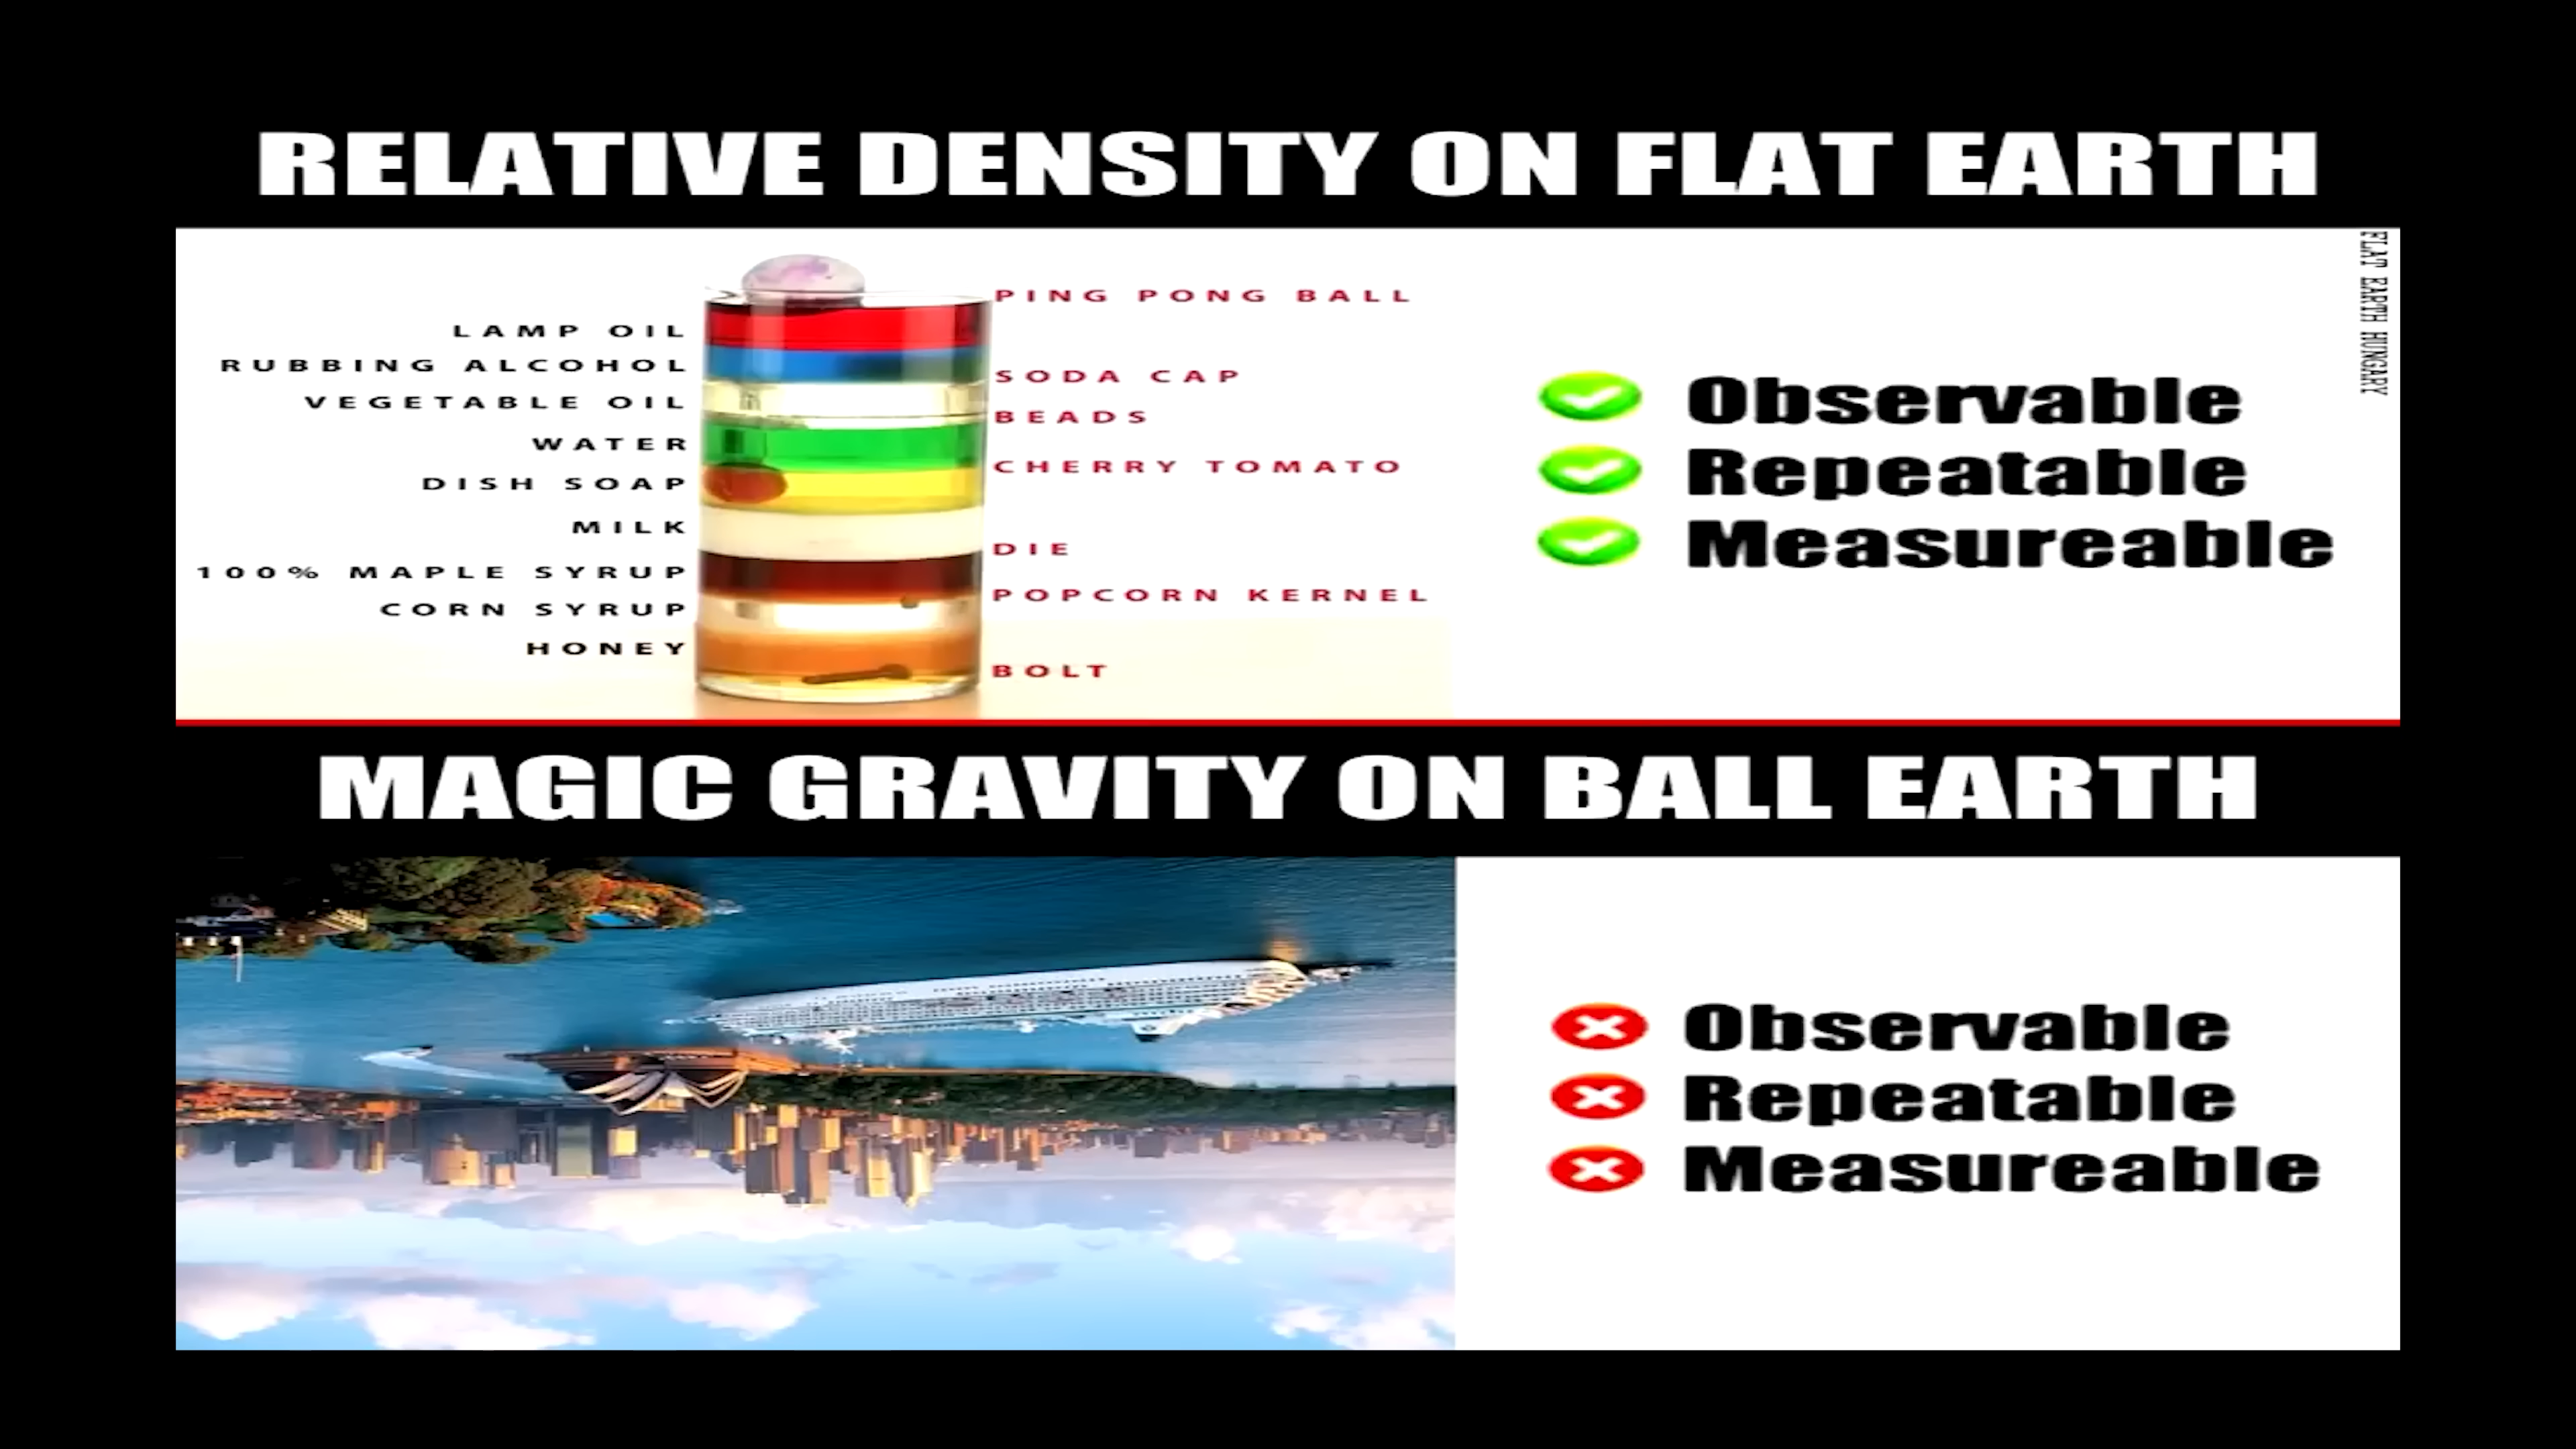 RELATIVE DENSITY ON FLAT EARTH
FLAT EARTH HUNGARY
PING PONG BALL
LAMP OIL
RUBBING ALCOHOL
SODA CAP
VEGETABLE OIL
BEADS
WATER
CHERRY TOMATO
DISH SOAP
MILK
DIE
100% MAPLE SYRUP
POPCORN KERNEL
CORN SYRUP
HONEY
BOLT
Observable
Repeatable
Measureable
MAGIC GRAVITY ON BALL EARTH
Observable
Repeatable
Measureable